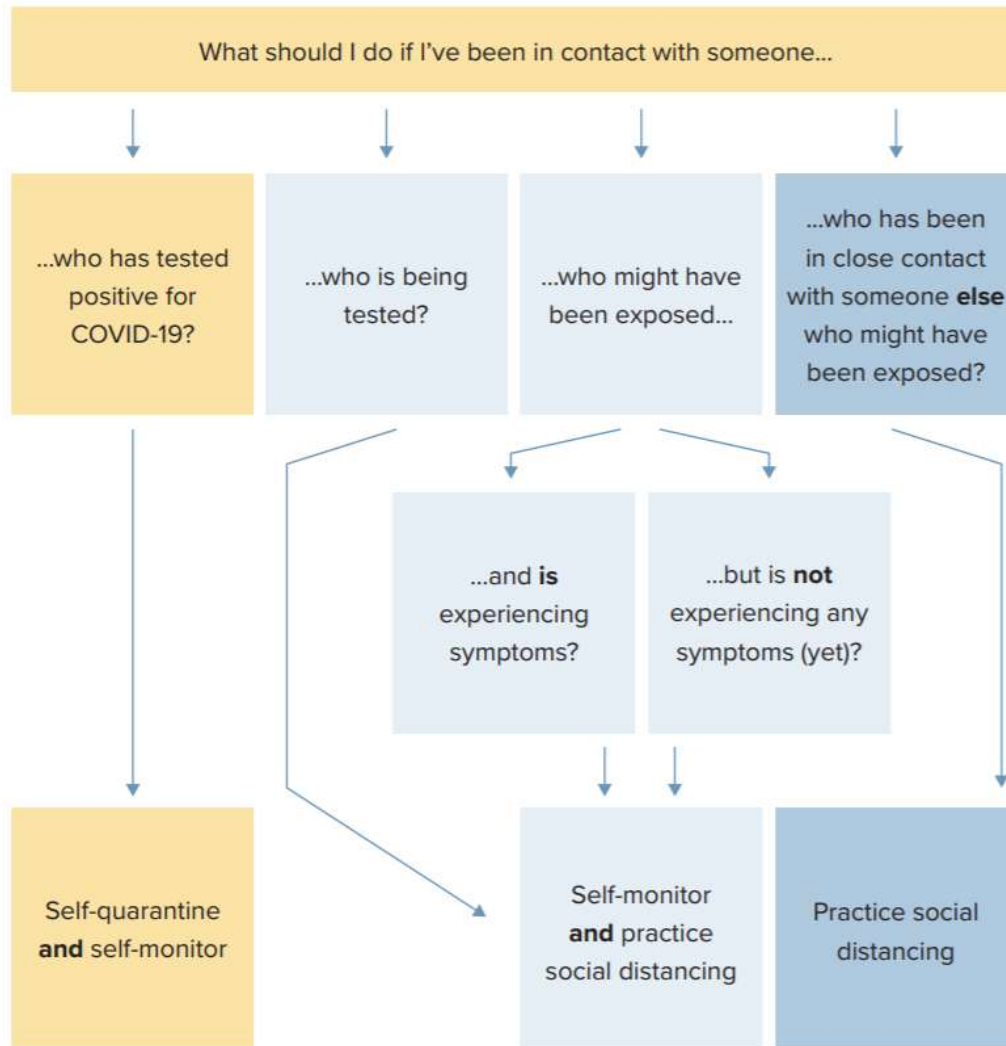 What should I do if I've been in contact with someone...
...who has tested
positive for
COVID-19?
...who is being
tested?
...who might have
been exposed...
...who has been
in close contact
with someone else
who might have
been exposed?
...and is
experiencing
symptoms?
...but is not
experiencing any
symptoms (yet)?
Self-quarantine
and self-monitor
Self-monitor
and practice
social distancing
Practice social
distancing